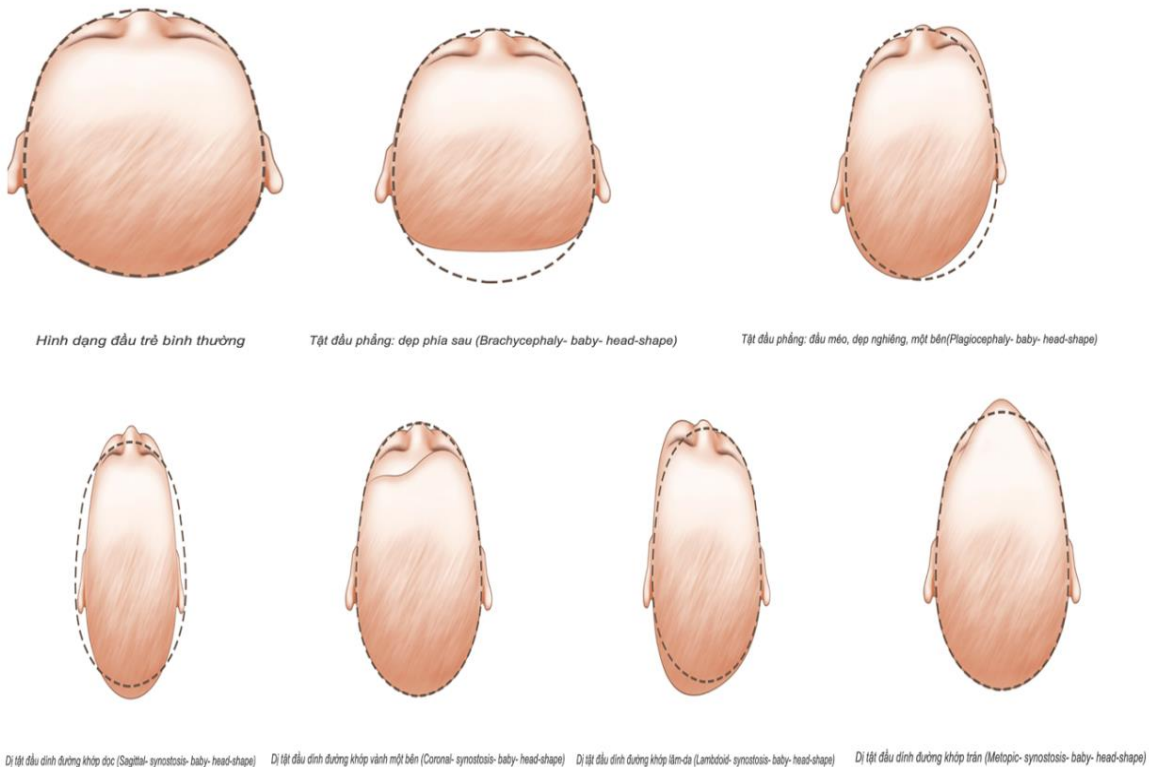 Hình dạng đầu trẻ bình thường
Tật đầu phẳng: dẹp phía sau (Brachycephaly- baby- head-shape)
Tật đầu phẳng: đầu méo, dẹp nghiêng, một bên(Plagiocephaly- baby- head-shape)
Dị tật đầu dính đường khớp dọc (Sagittal- synostosis- baby- head-shape)
Dị tật đầu dính đường khớp vành một bên (Coronal- synostosis- baby- head-shape)
Dị tật đầu dính đường khớp lăm-da (Lambdoid- syncstosis- baby- head-shape)
Dị tật đầu dính đường khớp trán (Metopic- synostosis- baby- head-shape)